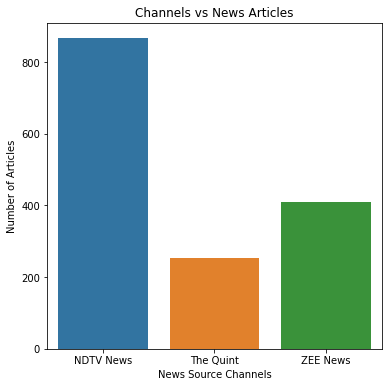 Channels vs News Articles
Number of Articles
800
600
400
200
0
NDTV News
The Quint
ZEE News
News Source Channels